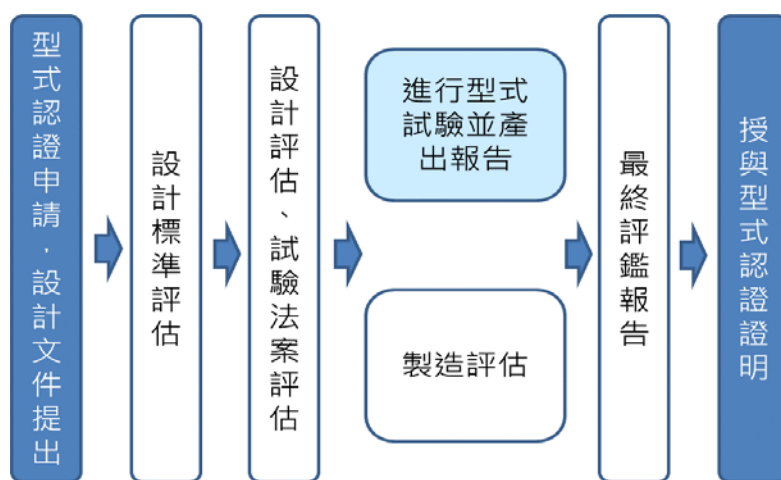 型式認證申請．設計文件提出
設計標準評估
設計評估、試驗法案評估
進行型式
試驗並產
出報告
製造評估
最終評鑑報告
授與型式認證證明